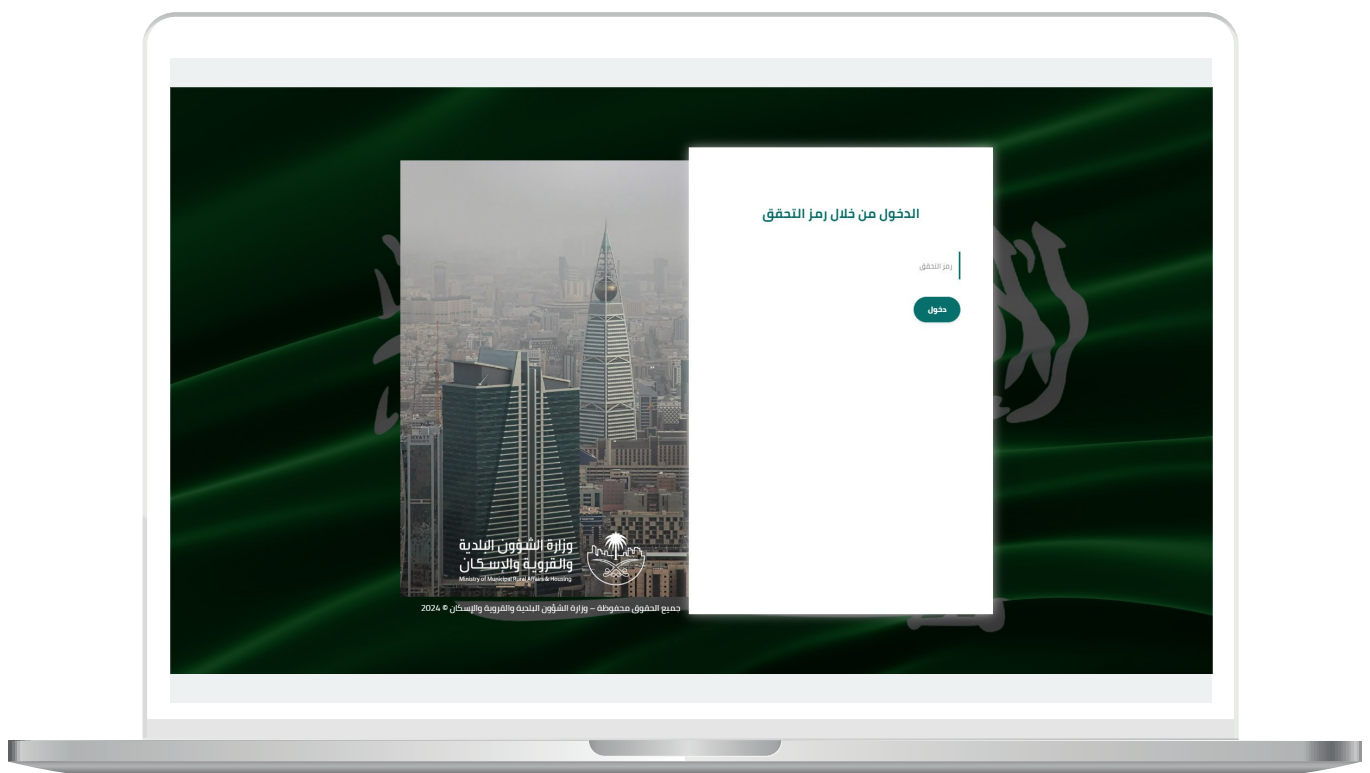 الدخول من خلال رمز التحقق
رمز التحقق
دخول
وزارة الشؤون البلدية
والقروية والإسكان
Ministry of Municipal Rural Affairs & Housing
جميع الحقوق محفوظة – وزارة الشؤون البلدية والقروية والإسكان © 2024